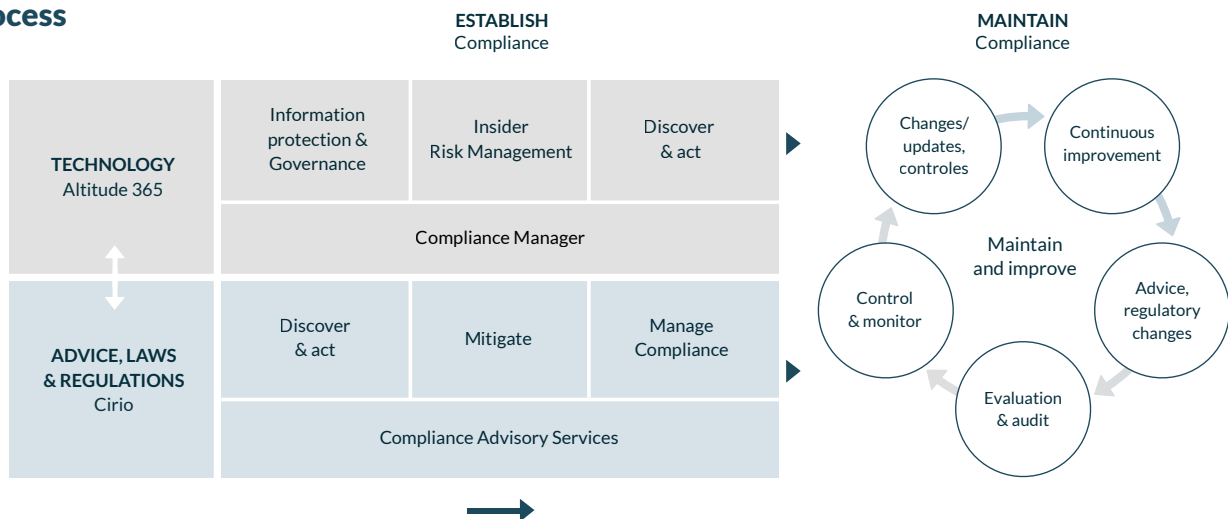 ESTABLISH
Compliance
MAINTAIN
Compliance
TECHNOLOGY
Altitude 365
Information
protection &
Governance
Insider
Risk Management
Discover
& act
Compliance Manager
ADVICE, LAWS
& REGULATIONS
Cirio
Discover
& act
Mitigate
Manage
Compliance
Compliance Advisory Services
Changes/
updates,
controles
Continuous
improvement
Maintain
and improve
Control
& monitor
Advice,
regulatory
changes
Evaluation
& audit